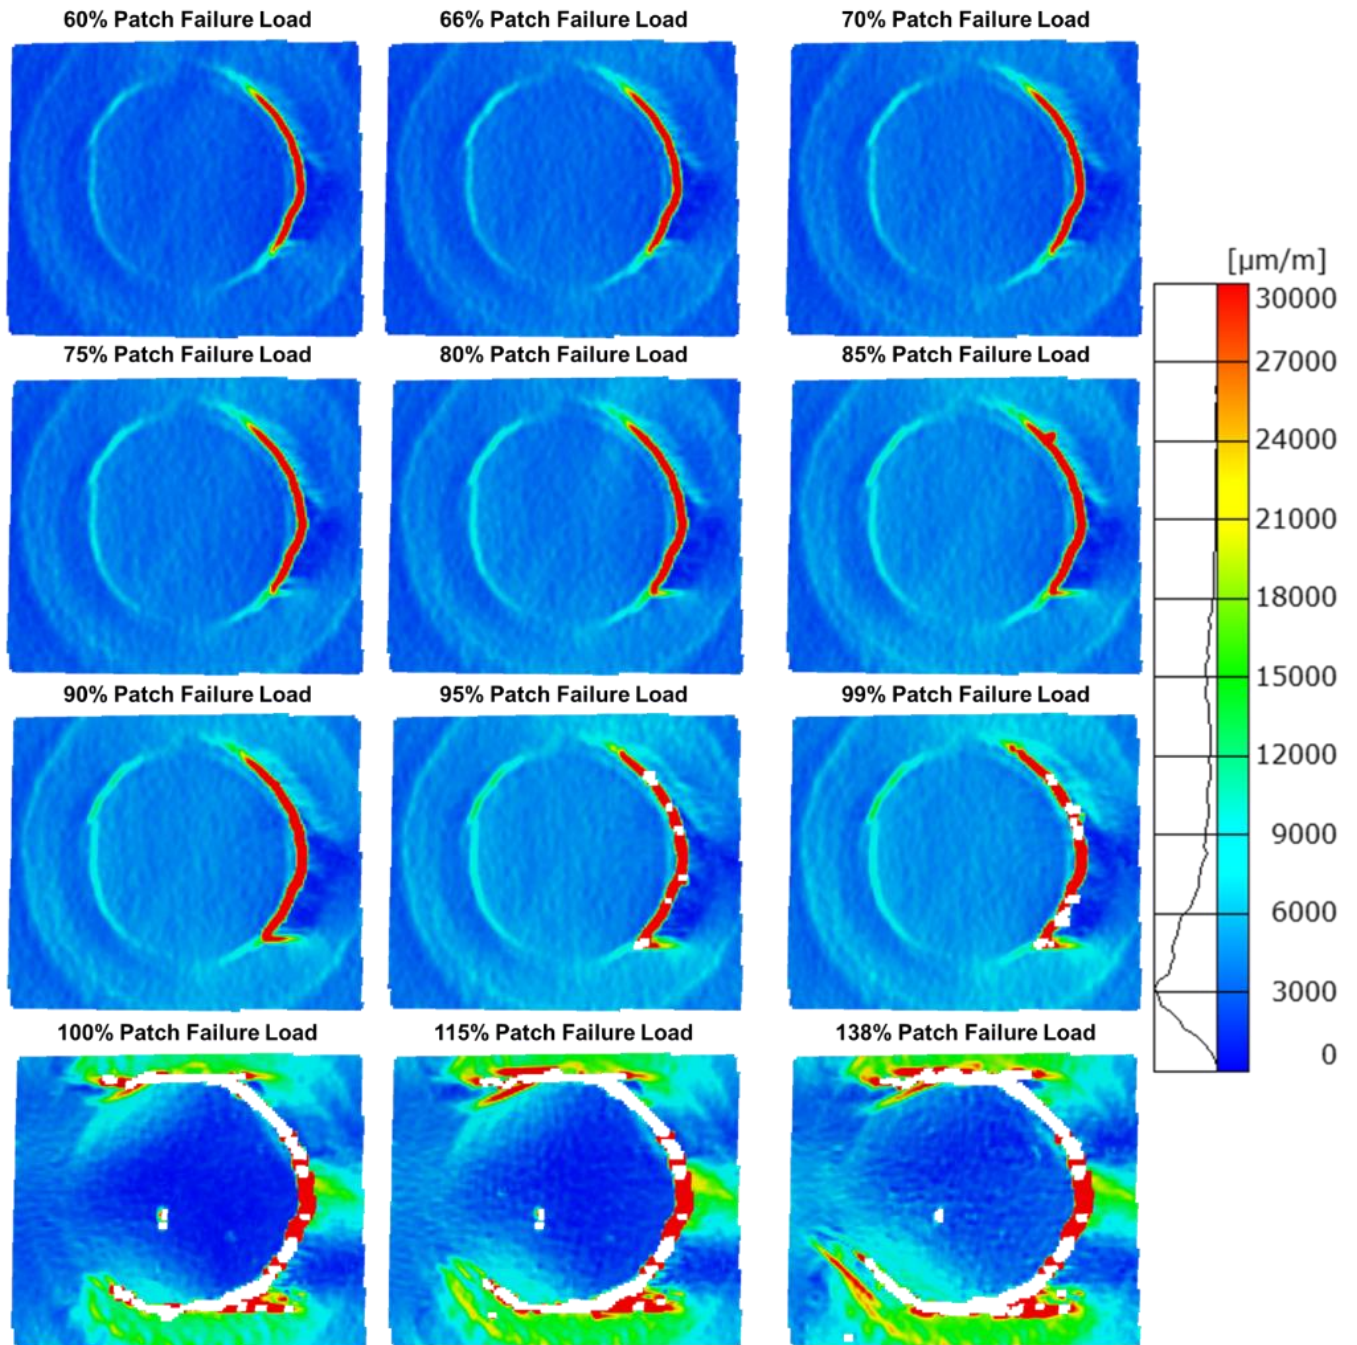 60% Patch Failure Load
66% Patch Failure Load
70% Patch Failure Load
75% Patch Failure Load
80% Patch Failure Load
85% Patch Failure Load
90% Patch Failure Load
95% Patch Failure Load
99% Patch Failure Load
100% Patch Failure Load
115% Patch Failure Load
138% Patch Failure Load
[µm/m]
30000
27000
24000
21000
18000
15000
12000
9000
6000
3000
0